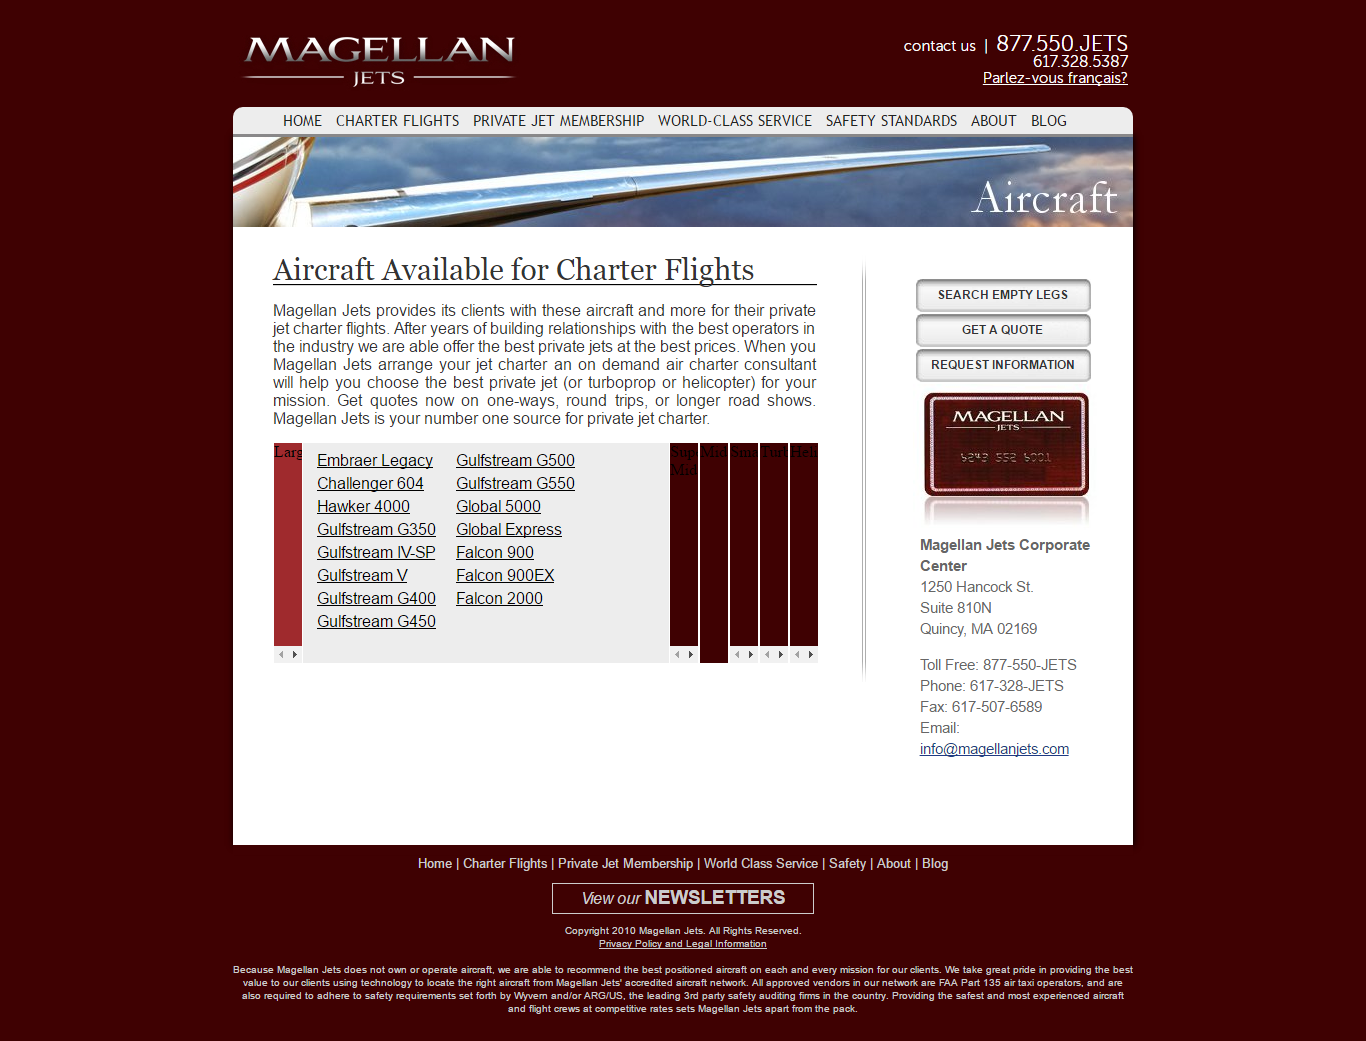 MAGELLAN
JETS
contact us | 877.550.JETS
617.328.5387
Parlez-vous français?
HOME CHARTER FLIGHTS PRIVATE JET MEMBERSHIP WORLD-CLASS SERVICE SAFETY STANDARDS ABOUT BLOG
Aircraft
Aircraft Available for Charter Flights
Magellan Jets provides its clients with these aircraft and more for their private
jet charter flights. After years of building relationships with the best operators in
the industry we are able offer the best private jets at the best prices. When you
Magellan Jets arrange your jet charter an on demand air charter consultant
will help you choose the best private jet (or turboprop or helicopter) for your
mission. Get quotes now on one-ways, round trips, or longer road shows.
Magellan Jets is your number one source for private jet charter.
Larg
Embraer Legacy
Challenger 604
Hawker 4000
Gulfstream G350
Gulfstream IV-SP
Gulfstream V
Gulfstream G400
Gulfstream G450
Gulfstream G500
Gulfstream G550
Global 5000
Global Express
Falcon 900
Falcon 900EX
Falcon 2000
Sup
Mid
Mid
Sma
SEARCH EMPTY LEGS
GET A QUOTE
REQUEST INFORMATION
MAGELLAN
JETS
Magellan Jets Corporate
Center
1250 Hancock St.
Suite 810N
Quincy, MA 02169
Toll Free: 877-550-JETS
Phone: 617-328-JETS
Fax: 617-507-6589
Email:
info@magellanjets.com
Home | Charter Flights | Private Jet Membership | World Class Service | Safety | About | Blog
View our NEWSLETTERS
Copyright 2010 Magellan Jets. All Rights Reserved.
Privacy Policy and Legal Information
Because Magellan Jets does not own or operate aircraft, we are able to recommend the best positioned aircraft on each and every mission for our clients. We take great pride in providing the best
value to our clients using technology to locate the right aircraft from Magellan Jets' accredited aircraft network. All approved vendors in our network are FAA Part 135 air taxi operators, and are
also required to adhere to safety requirements set forth by Wyvern and/or ARG/US, the leading 3rd party safety auditing firms in the country. Providing the safest and most experienced aircraft
and flight crews at competitive rates sets Magellan Jets apart from the pack.